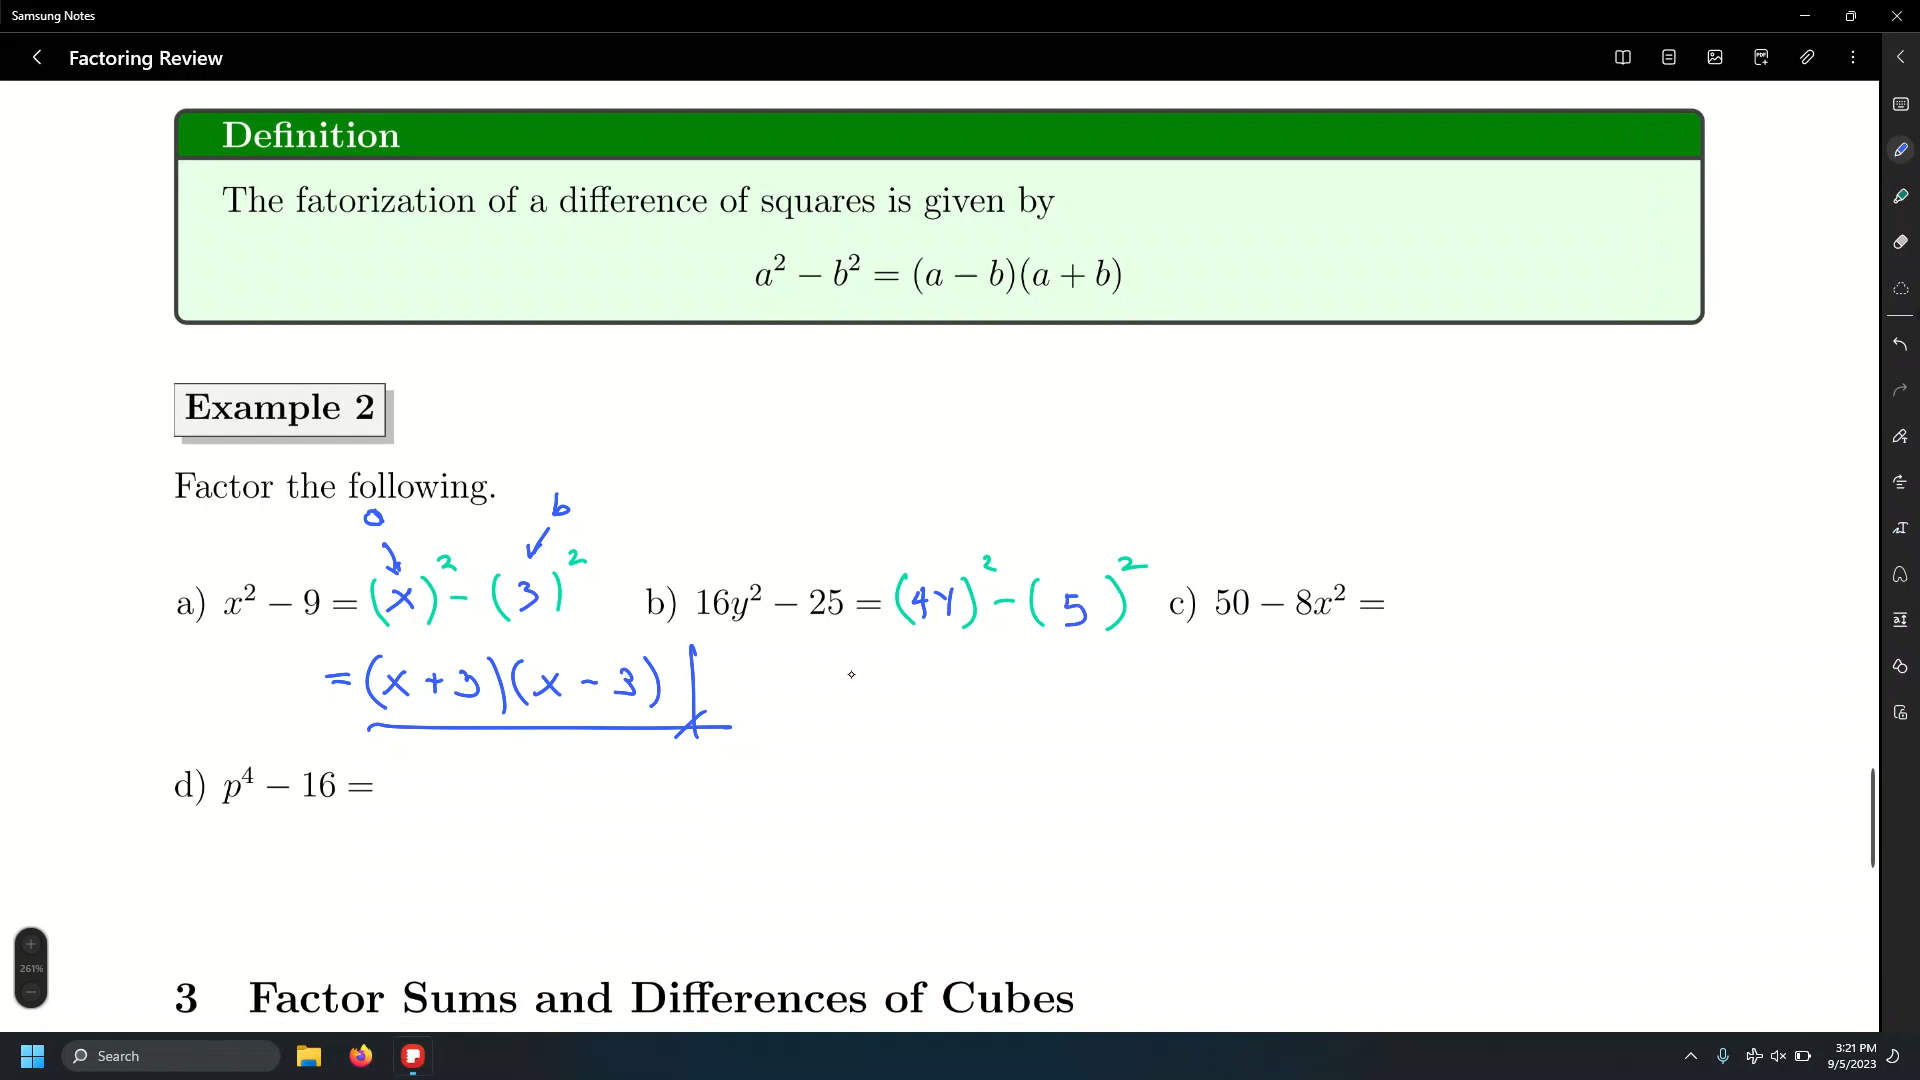 Samsung Notes
Factoring Review
Definition
The fatorization of a difference of squares is given by
a² − b² = (a − b)(a + b)
Example 2
Factor the following.
a b
a) x² − 9 = (x)² − (3)²
b) 16y² − 25 = (4y)² − (5)²
c) 50 − 8x² =
= (x + 3)(x − 3)
d) p⁴ − 16 =
261%
3 Factor Sums and Differences of Cubes
Search
3:21 PM
9/5/2023